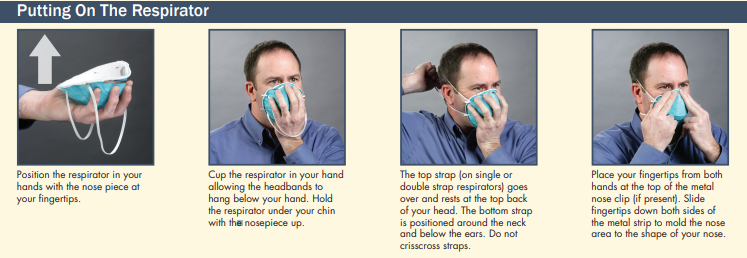 Putting On The Respirator
Position the respirator in your
hands with the nose piece at
your fingertips.
Cup the respirator in your hand
allowing the headbands to
hang below your hand. Hold
the respirator under your chin
with the nosepiece up.
The top strap (on single or
double strap respirators) goes
over and rests at the top back
of your head. The bottom strap
is positioned around the neck
and below the ears. Do not
crisscross straps.
Place your fingertips from both
hands at the top of the metal
nose clip (if present). Slide
fingertips down both sides of
the metal strip to mold the nose
area to the shape of your nose.